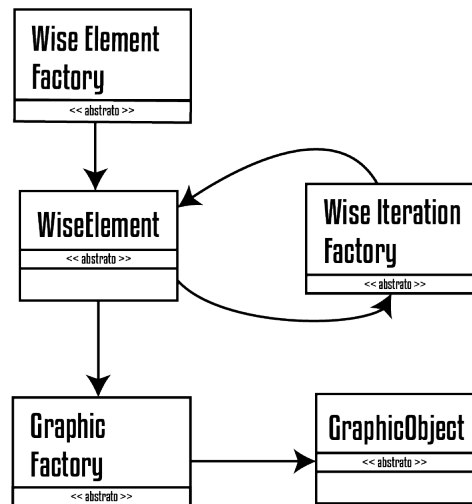 Wise Element
Factory
<< abstrato >>
WiseElement
<< abstrato >>
Wise Iteration
Factory
<< abstrato >>
Graphic
Factory
<< abstrato >>
GraphicObject
<< abstrato >>